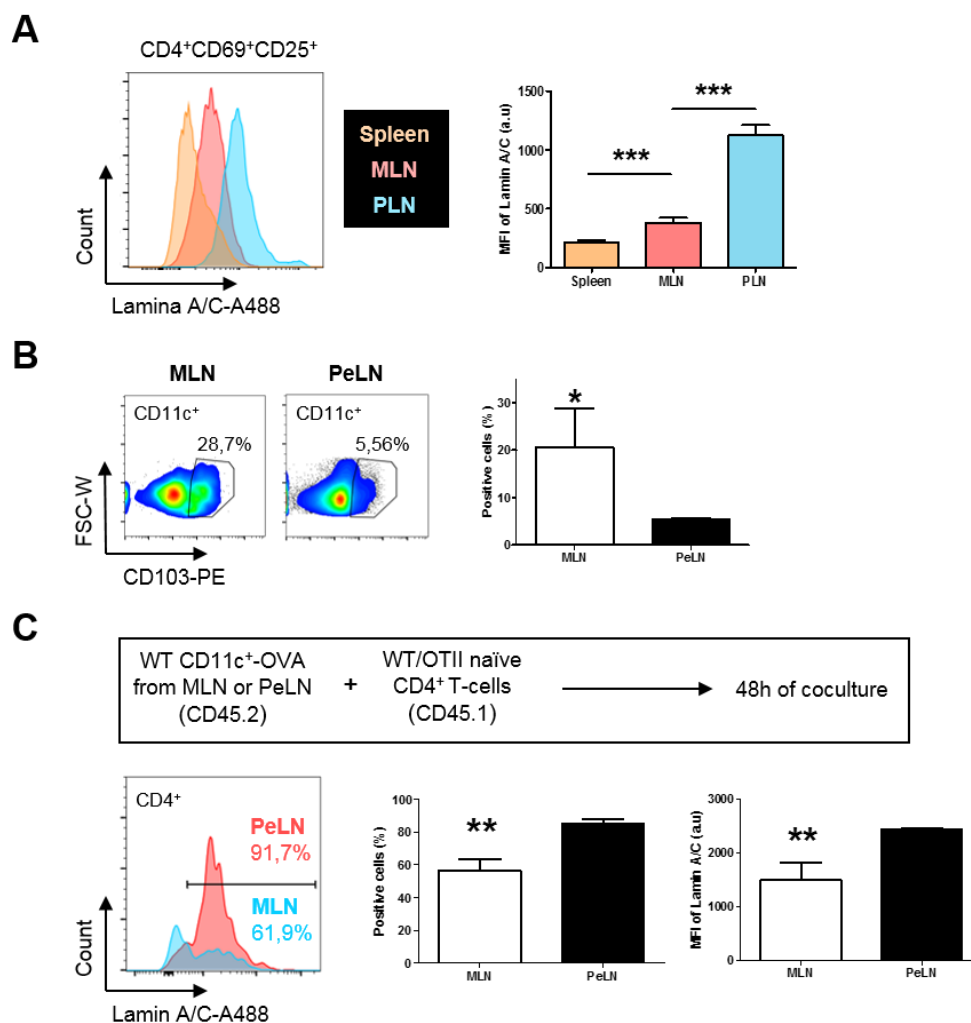 A
CD4⁺CD69⁺CD25⁺
Count
Lamina A/C-A488
Spleen
MLN
PLN
MFI of Lamin A/C (a.u)
1500
1000
500
0
Spleen MLN PLN
***
***
B
MLN PeLN
CD11c⁺ CD11c⁺
28,7% 5,56%
FSC-W
CD103-PE
Positive cells (%)
30
20
10
0
*
MLN PeLN
C
WT CD11c⁺-OVA
from MLN or PeLN
(CD45.2)
+
WT/OTII naïve
CD4⁺ T-cells
(CD45.1)
48h of coculture
CD4⁺
PeLN
91,7%
MLN
61,9%
Count
Lamin A/C-A488
Positive cells (%)
100
80
60
40
20
0
**
MLN PeLN
MFI of Lamin A/C (a.u)
3000
2000
1000
0
**
MLN PeLN